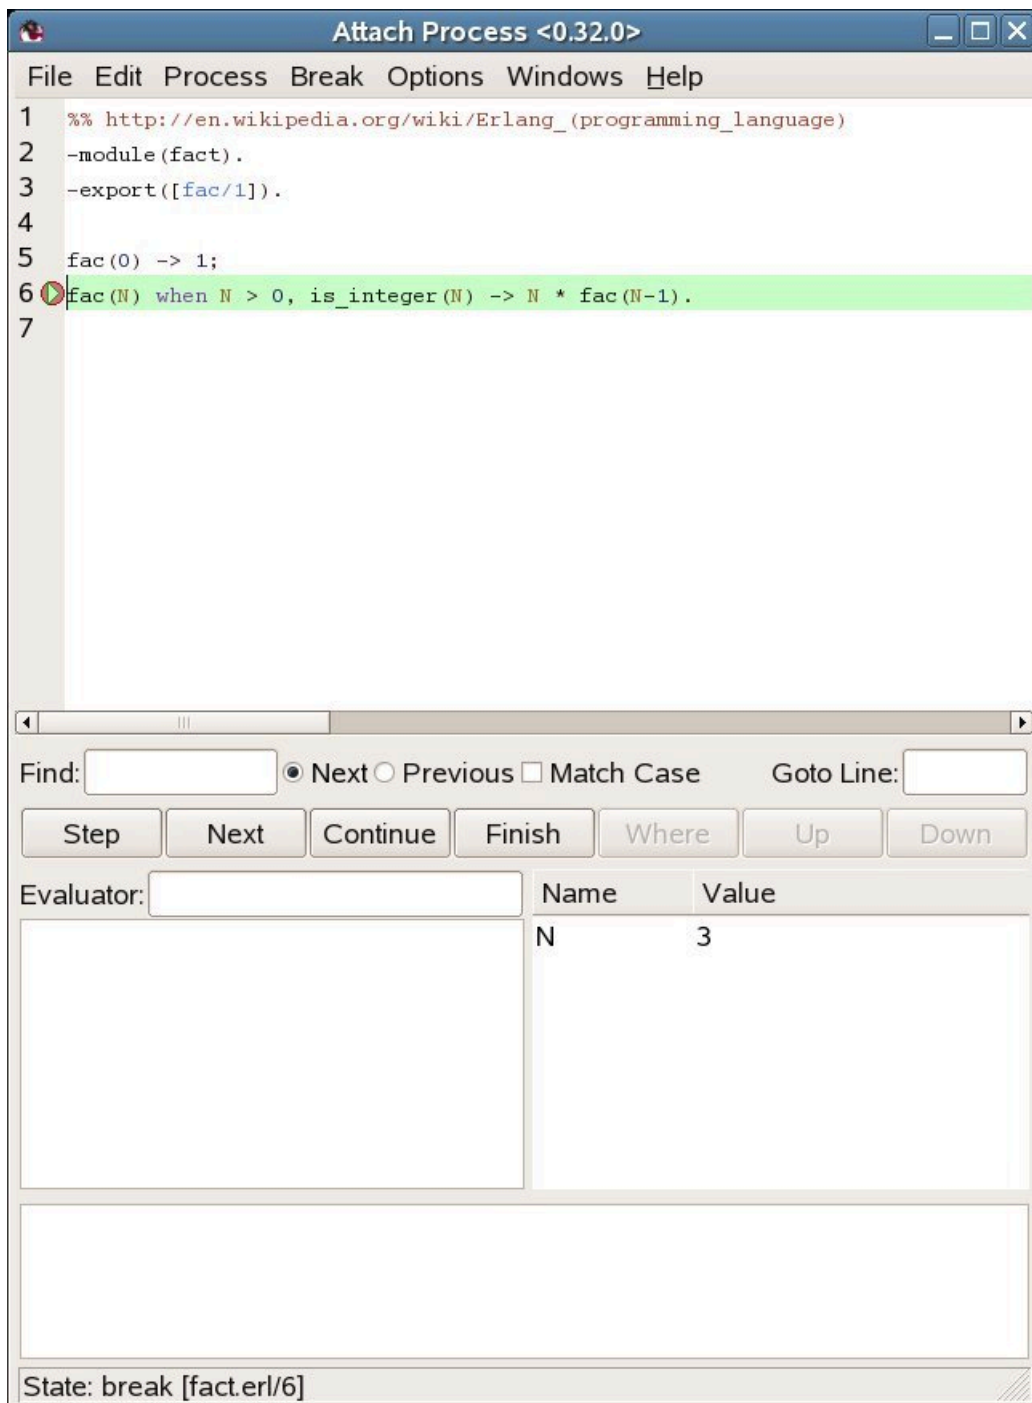 Attach Process <0.32.0>
File Edit Process Break Options Windows Help
1 %% http://en.wikipedia.org/wiki/Erlang_(programming_language)
2 -module(fact).
3 -export([fac/1]).
4
5 fac(0) -> 1;
6 fac(N) when N > 0, is_integer(N) -> N * fac(N-1).
7
Find: Next Previous Match Case Goto Line:
Step Next Continue Finish Where Up Down
Evaluator: Name Value
N 3
State: break [fact.erl/6]